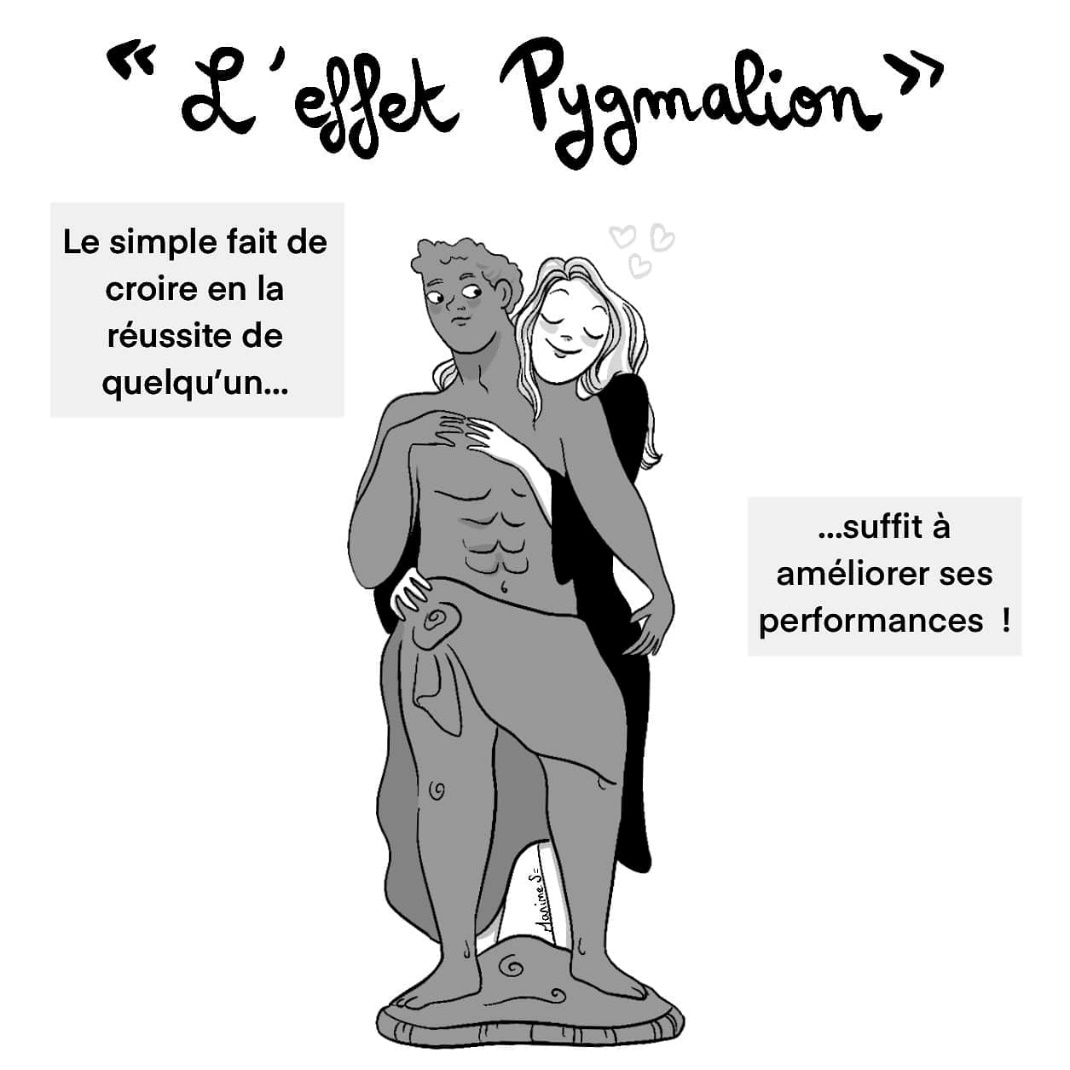 « L'effet Pygmalion »
Le simple fait de
croire en la
réussite de
quelqu'un...
...suffit à
améliorer ses
performances !